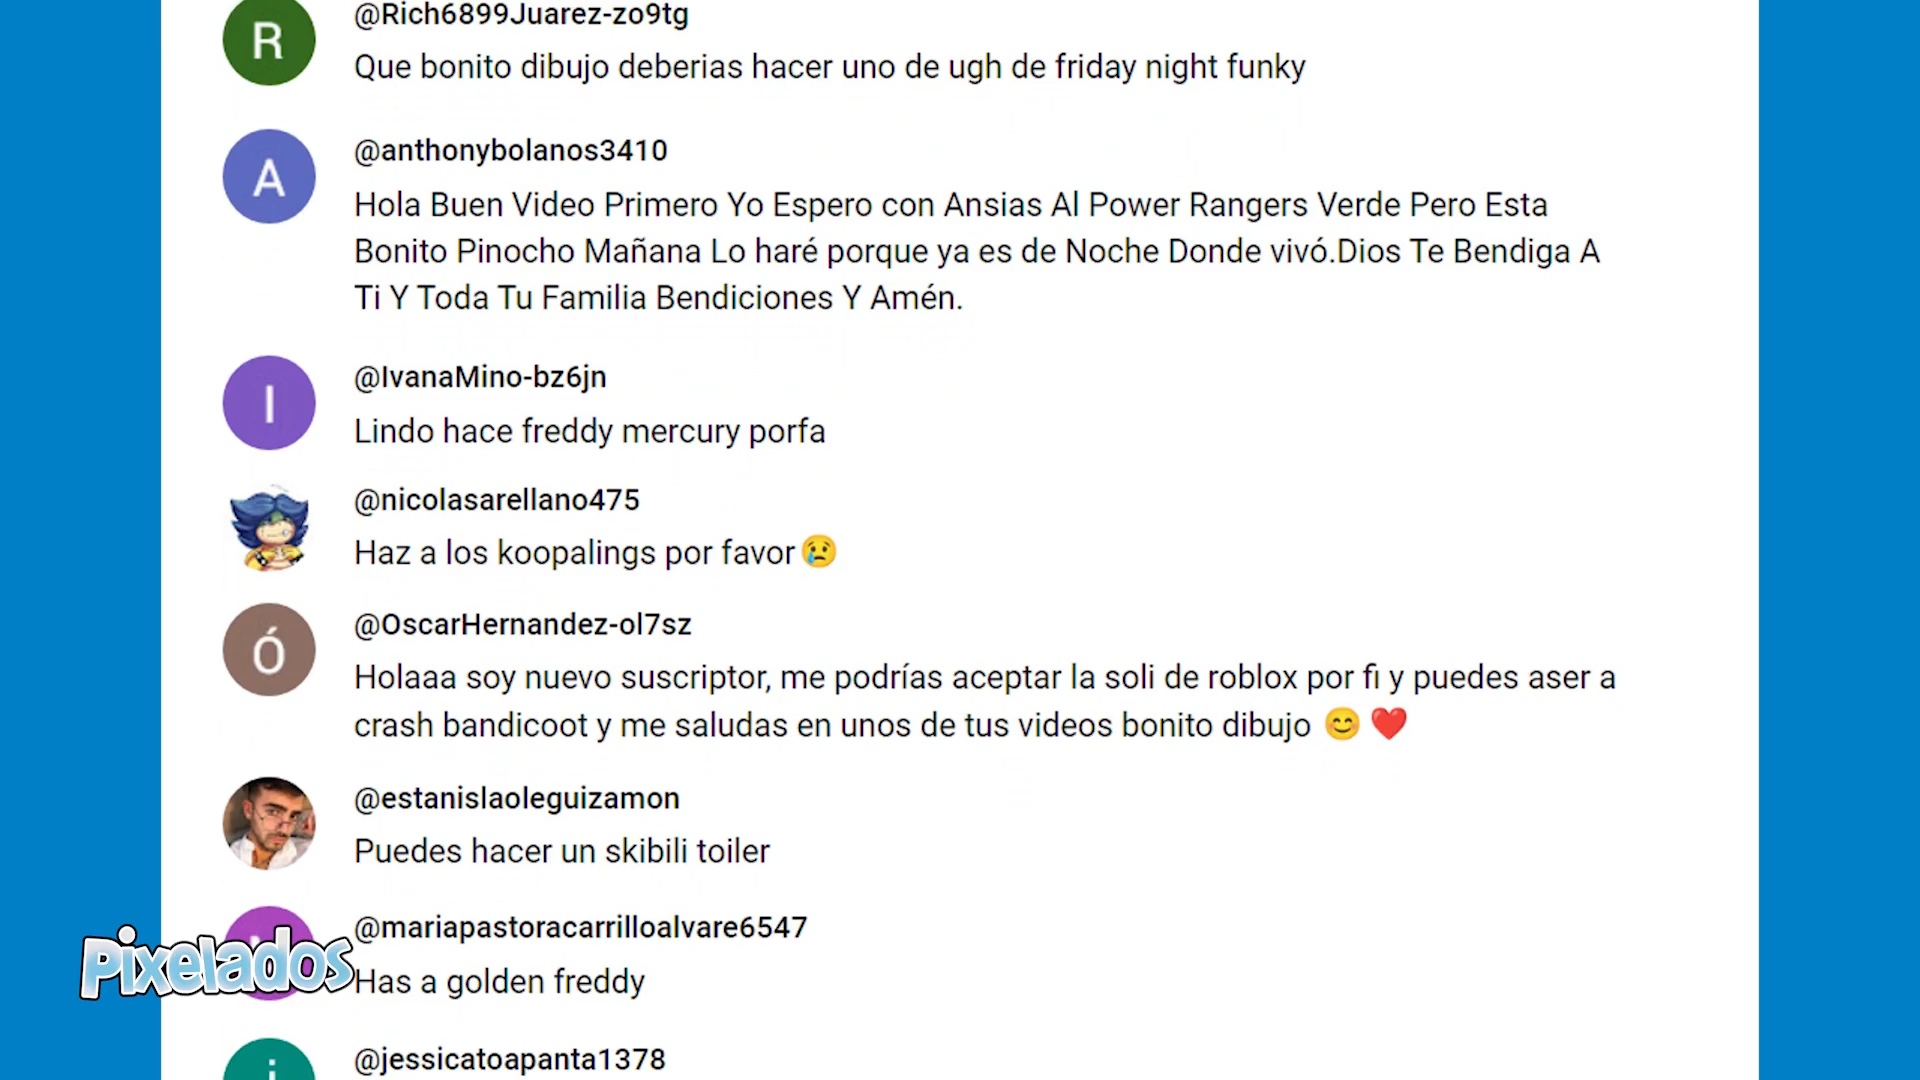 R
@Rich6899Juarez-zo9tg
Que bonito dibujo deberias hacer uno de ugh de friday night funky
A
@anthonybolanos3410
Hola Buen Video Primero Yo Espero con Ansias Al Power Rangers Verde Pero Esta
Bonito Pinocho Mañana Lo haré porque ya es de Noche Donde vivó.Dios Te Bendiga A
Ti Y Toda Tu Familia Bendiciones Y Amén.
I
@IvanaMino-bz6jn
Lindo hace freddy mercury porfa
@nicolasarellano475
Haz a los koopalings por favor😢
ó
@OscarHernandez-ol7sz
Holaaa soy nuevo suscriptor, me podrías aceptar la soli de roblox por fi y puedes aser a
crash bandicoot y me saludas en unos de tus videos bonito dibujo 😊 ❤️
@estanislaoleguizamon
Puedes hacer un skibili toiler
@mariapastoracarrilloalvare6547
Pixelados
Has a golden freddy
j
@jessicatoapanta1378